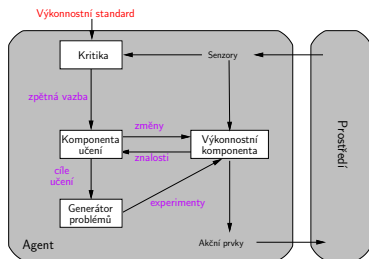 Výkonnostní standard
Kritika
Senzory
zpětná vazba
Komponenta
učení
změny
znalosti
Výkonnostní
komponenta
Prostředí
cíle
učení
experimenty
Generátor
problémů
Agent
Akční prvky